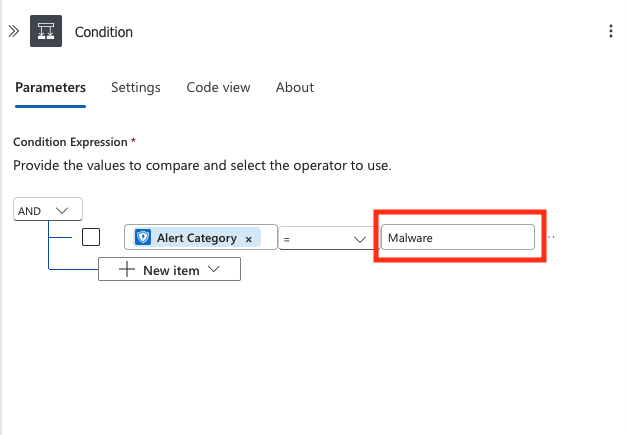 Condition
Parameters Settings Code view About
Condition Expression *
Provide the values to compare and select the operator to use.
AND
Alert Category × = Malware
New item